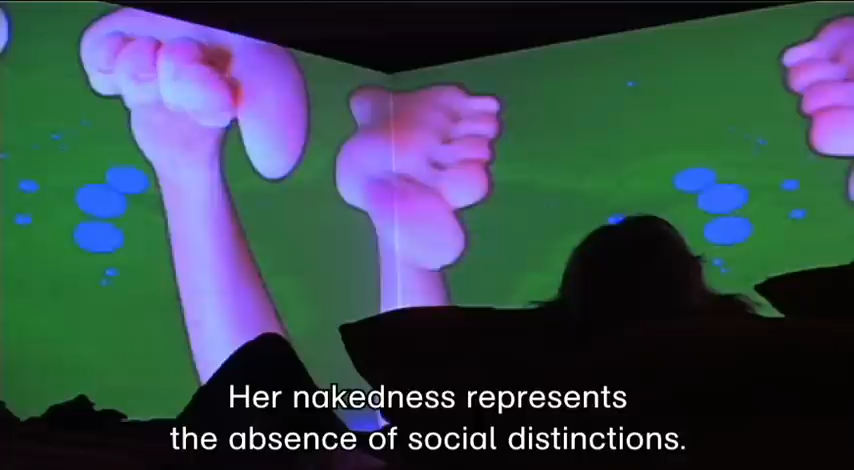 Her nakedness represents
the absence of social distinctions.